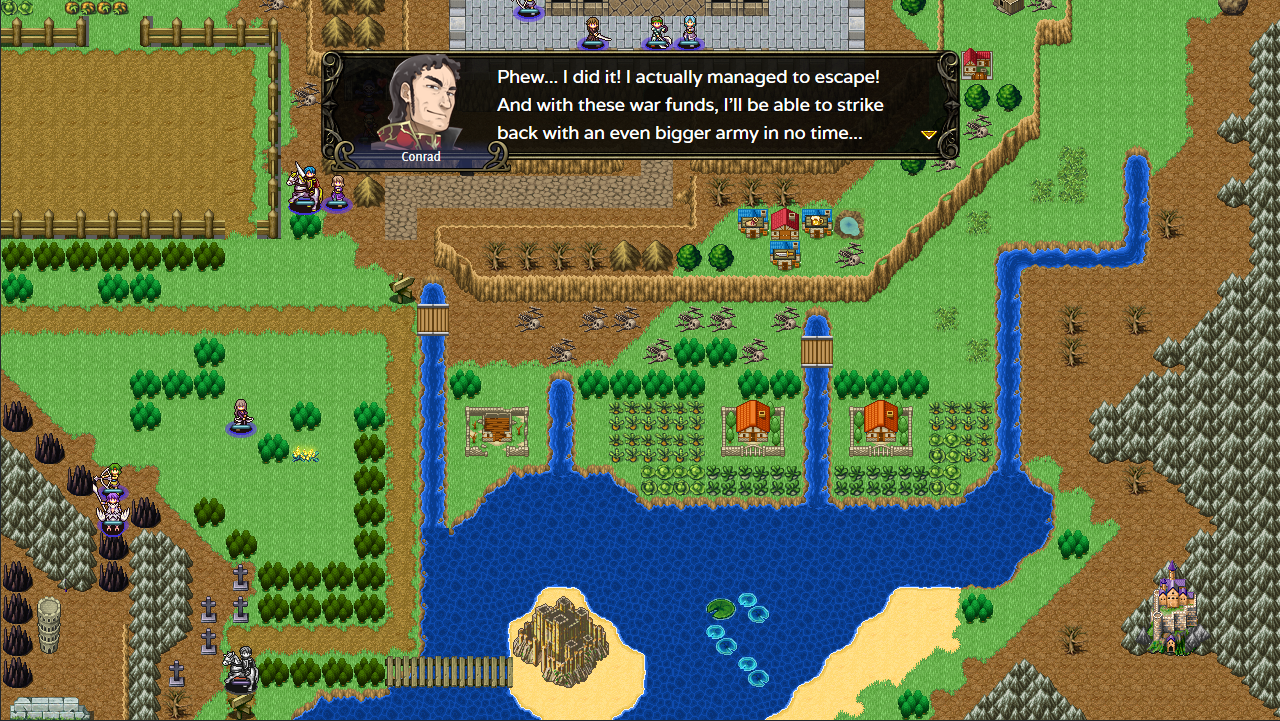 Phew... I did it! I actually managed to escape!
And with these war funds, I'll be able to strike
back with an even bigger army in no time...
Conrad